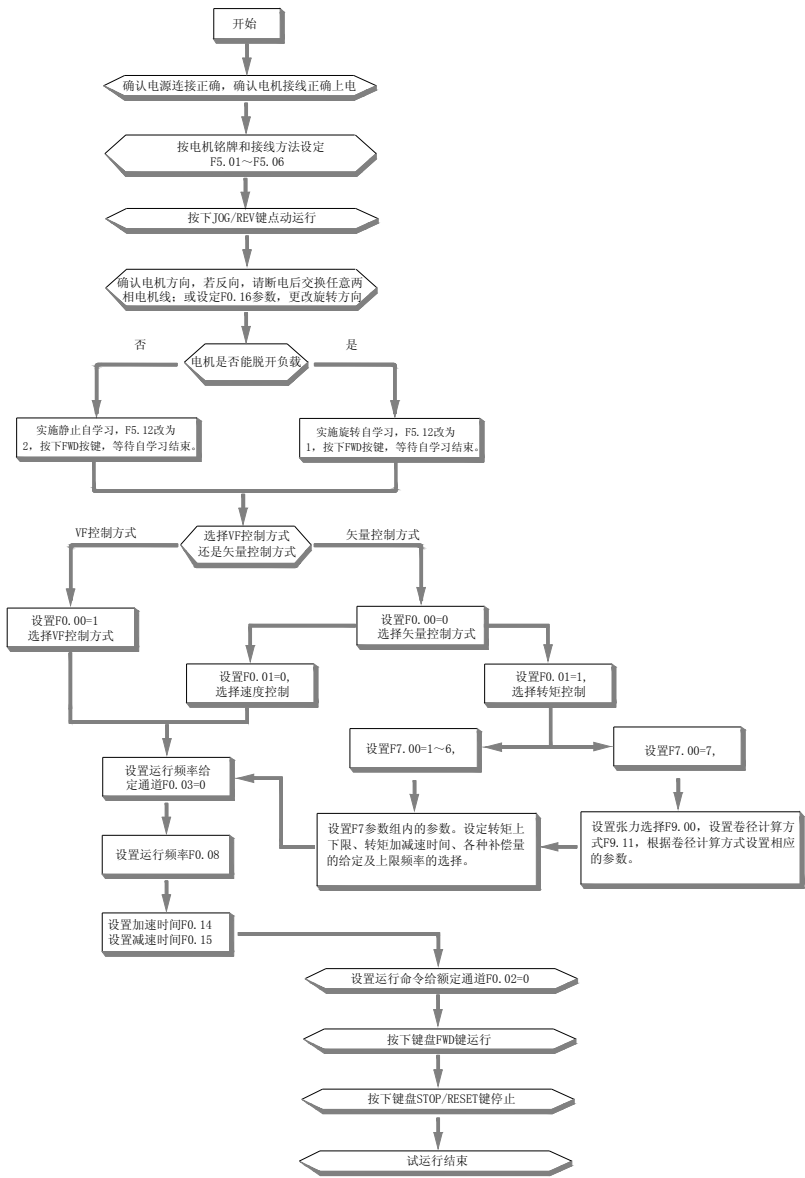 开始
确认电源连接正确，确认电机接线正确上电
按电机铭牌和接线方法设定
F5.01～F5.06
按下JOG/REV键点动运行
确认电机方向，若反向，请断电后交换任意两
相电机线；或设定F0.16参数，更改旋转方向
否
是
电机是否能脱开负载
实施静止自学习，F5.12改为
2，按下FWD按键，等待自学习结束。
实施旋转自学习，F5.12改为
1，按下FWD按键，等待自学习结束。
VF控制方式
选择VF控制方式
还是矢量控制方式
矢量控制方式
设置F0.00=1
选择VF控制方式
设置F0.00=0
选择矢量控制方式
设置F0.01=0,
选择速度控制
设置F0.01=1,
选择转矩控制
设置F7.00=1～6,
设置F7.00=7,
设置运行频率给
定通道F0.03=0
设置F7参数组内的参数。设定转矩上
下限、转矩加减速时间、各种补偿量
的给定及上限频率的选择。
设置张力选择F9.00，设置卷径计算方
式F9.11，根据卷径计算方式设置相应
的参数。
设置运行频率F0.08
设置加速时间F0.14
设置减速时间F0.15
设置运行命令给额定通道F0.02=0
按下键盘FWD键运行
按下键盘STOP/RESET键停止
试运行结束